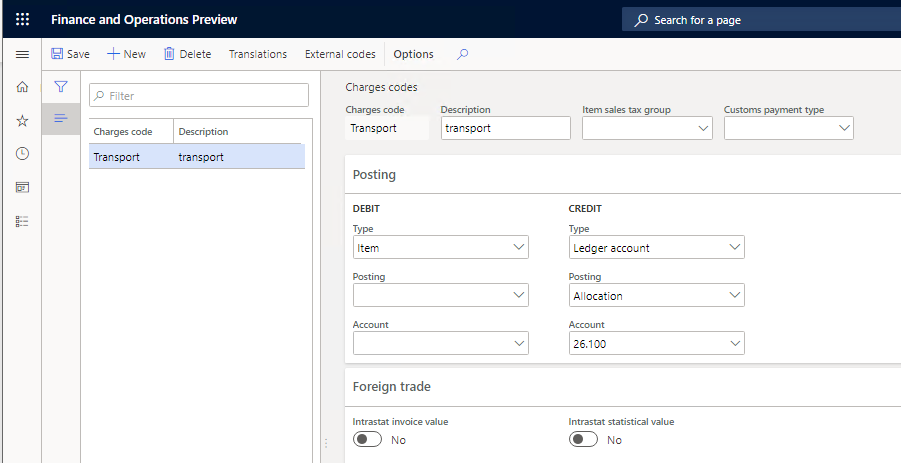 Finance and Operations Preview
Search for a page
Save New Delete Translations External codes Options
Filter
Charges code Description
Transport transport
Charges codes
Charges code Description Item sales tax group Customs payment type
Transport transport
Posting
DEBIT CREDIT
Type Type
Item Ledger account
Posting Posting
Allocation
Account Account
26.100
Foreign trade
Intrastat invoice value Intrastat statistical value
No No